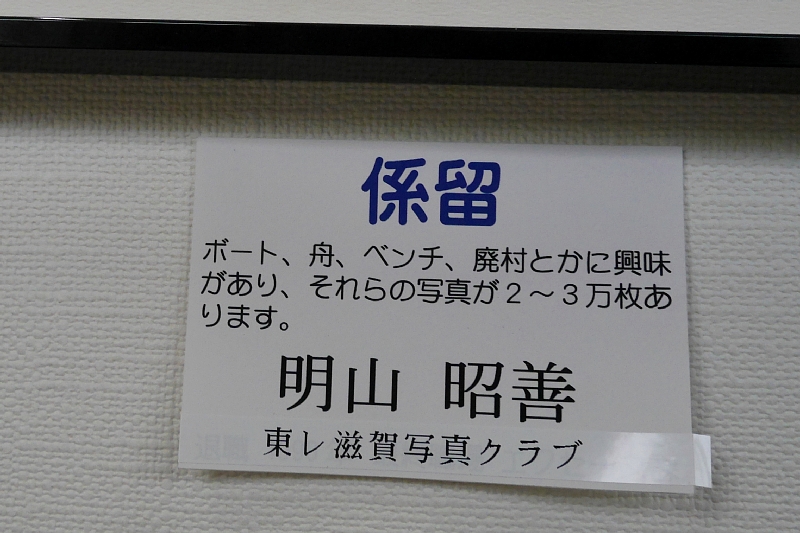 係留
ボート、舟、ベンチ、廃村とかに興味
があり、それらの写真が２～３万枚あ
ります。
明山 昭善
東レ滋賀写真クラブ